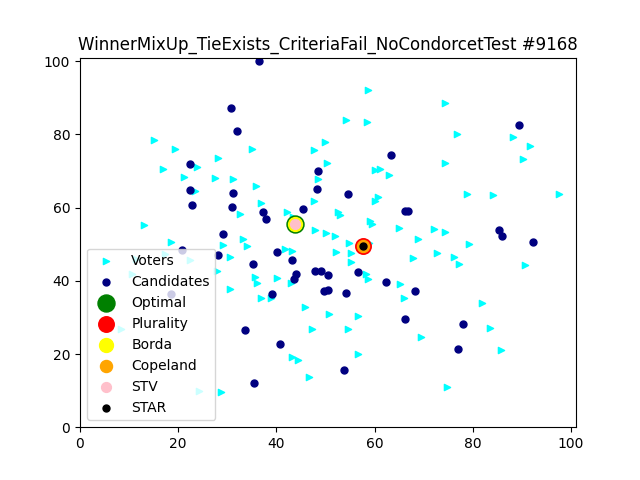 WinnerMixUp_TieExists_CriteriaFail_NoCondorcetTest #9168
100
80
60
40
20
0
Voters
Candidates
Optimal
Plurality
Borda
Copeland
STV
STAR
0 20 40 60 80 100